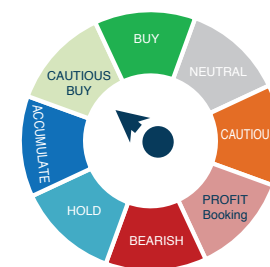 BUY
NEUTRAL
CAUTIOU
PROFIT
Booking
BEARISH
HOLD
ACCUMULATE
CAUTIOUS
BUY